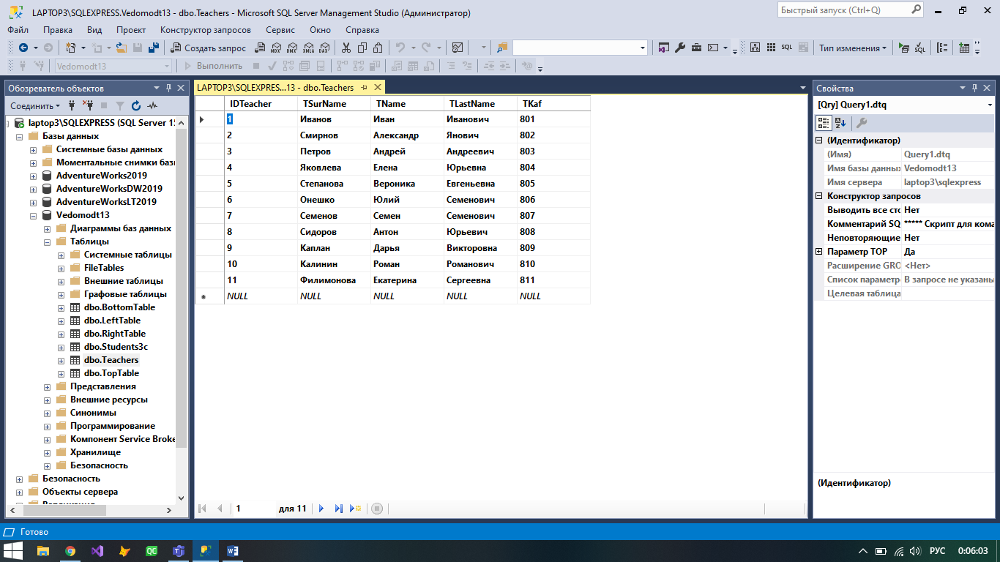 LAPTOP3\SQLEXPRESS.Vedomodt13 - dbo.Teachers - Microsoft SQL Server Management Studio (Администратор)
Быстрый запуск (Ctrl+Q)
Файл Правка Вид Проект Конструктор запросов Сервис Окно Справка
Создать запрос MDX DMX XMLA DAX SQL Тип изменения SQL
Vedomodt13 Выполнить
Обозреватель объектов
Соединить
laptop3\SQLEXPRESS (SQL Server 15
Базы данных
Системные базы данных
Моментальные снимки базы
AdventureWorks2019
AdventureWorksDW2019
AdventureWorksLT2019
Vedomodt13
Диаграммы баз данных
Таблицы
Системные таблицы
FileTables
Внешние таблицы
Графовые таблицы
dbo.BottomTable
dbo.LeftTable
dbo.RightTable
dbo.Students3c
dbo.Teachers
dbo.TopTable
Представления
Внешние ресурсы
Синонимы
Программирование
Компонент Service Broke
Хранилище
Безопасность
Безопасность
Объекты сервера
LAPTOP3\SQLEXPRES...13 - dbo.Teachers
IDTeacher TSurName TName TLastName TKaf
1 Иванов Иван Иванович 801
2 Смирнов Александр Янович 802
3 Петров Андрей Андреевич 803
4 Яковлева Елена Юрьевна 804
5 Степанова Вероника Евгеньевна 805
6 Онешко Юлий Семенович 806
7 Семенов Семен Семенович 807
8 Сидоров Антон Юрьевич 808
9 Каплан Дарья Викторовна 809
10 Калинин Роман Романович 810
11 Филимонова Екатерина Сергеевна 811
NULL NULL NULL NULL NULL
1 для 11
Свойства
[Qry] Query1.dtq
(Идентификатор)
(Имя) Query1.dtq
Имя базы данных Vedomodt13
Имя сервера laptop3\sqlexpress
Конструктор запросов
Выводить все сто Нет
Комментарий SQ ***** Скрипт для кома
Неповторяющие Нет
Параметр TOP Да
Расширение GRO <Нет>
Список параметр В запросе не указаны
Целевая таблица
(Идентификатор)
Готово
QC
РУС 0:06:03